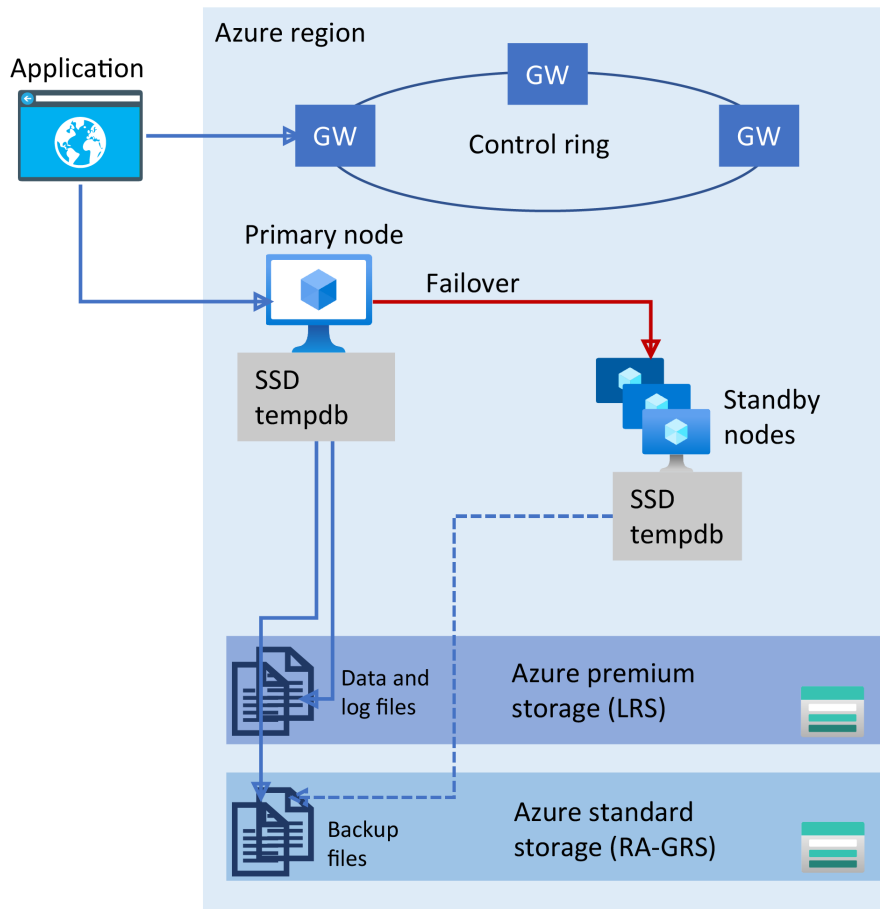 Azure region
Application
GW
GW
GW
Control ring
Primary node
Failover
SSD
tempdb
Standby
nodes
SSD
tempdb
Data and
log files
Azure premium
storage (LRS)
Backup
files
Azure standard
storage (RA-GRS)